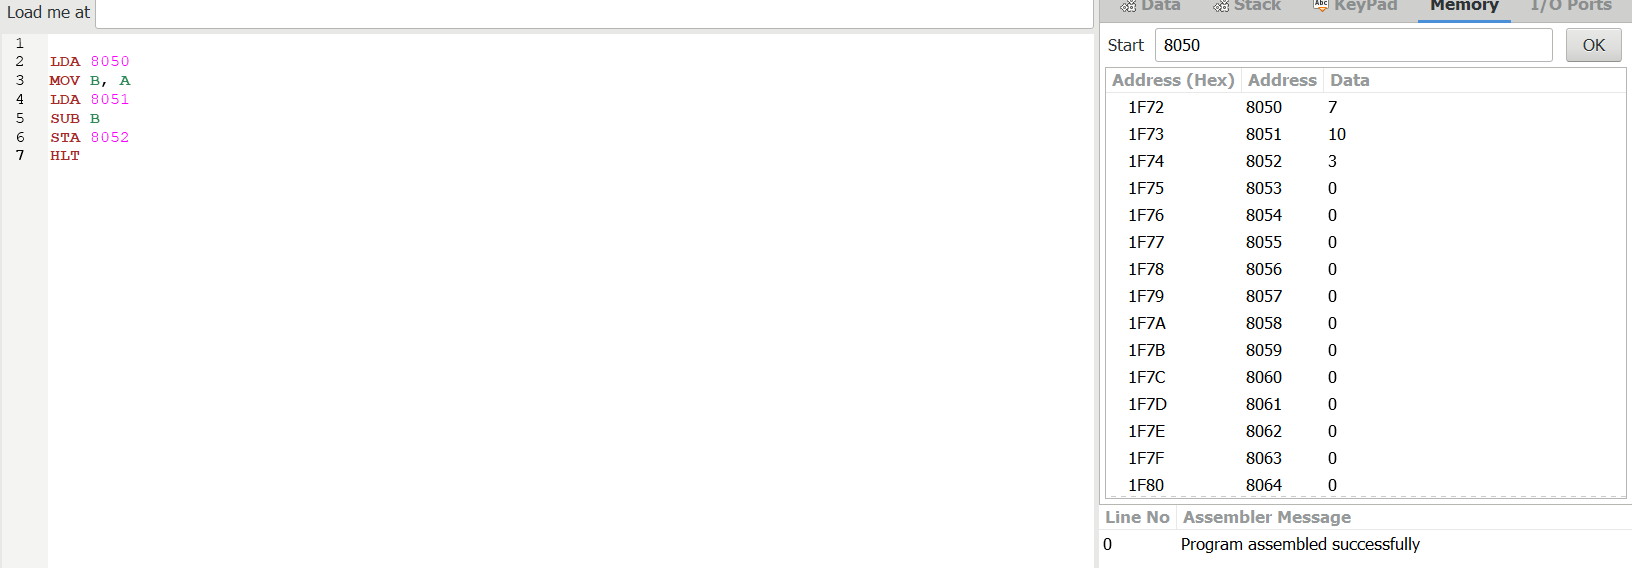 Load me at
1
2 LDA 8050
3 MOV B, A
4 LDA 8051
5 SUB B
6 STA 8052
7 HLT
Data Stack Abc KeyPad Memory I/O Ports
Start 8050 OK
Address (Hex) Address Data
1F72 8050 7
1F73 8051 10
1F74 8052 3
1F75 8053 0
1F76 8054 0
1F77 8055 0
1F78 8056 0
1F79 8057 0
1F7A 8058 0
1F7B 8059 0
1F7C 8060 0
1F7D 8061 0
1F7E 8062 0
1F7F 8063 0
1F80 8064 0
Line No Assembler Message
0 Program assembled successfully